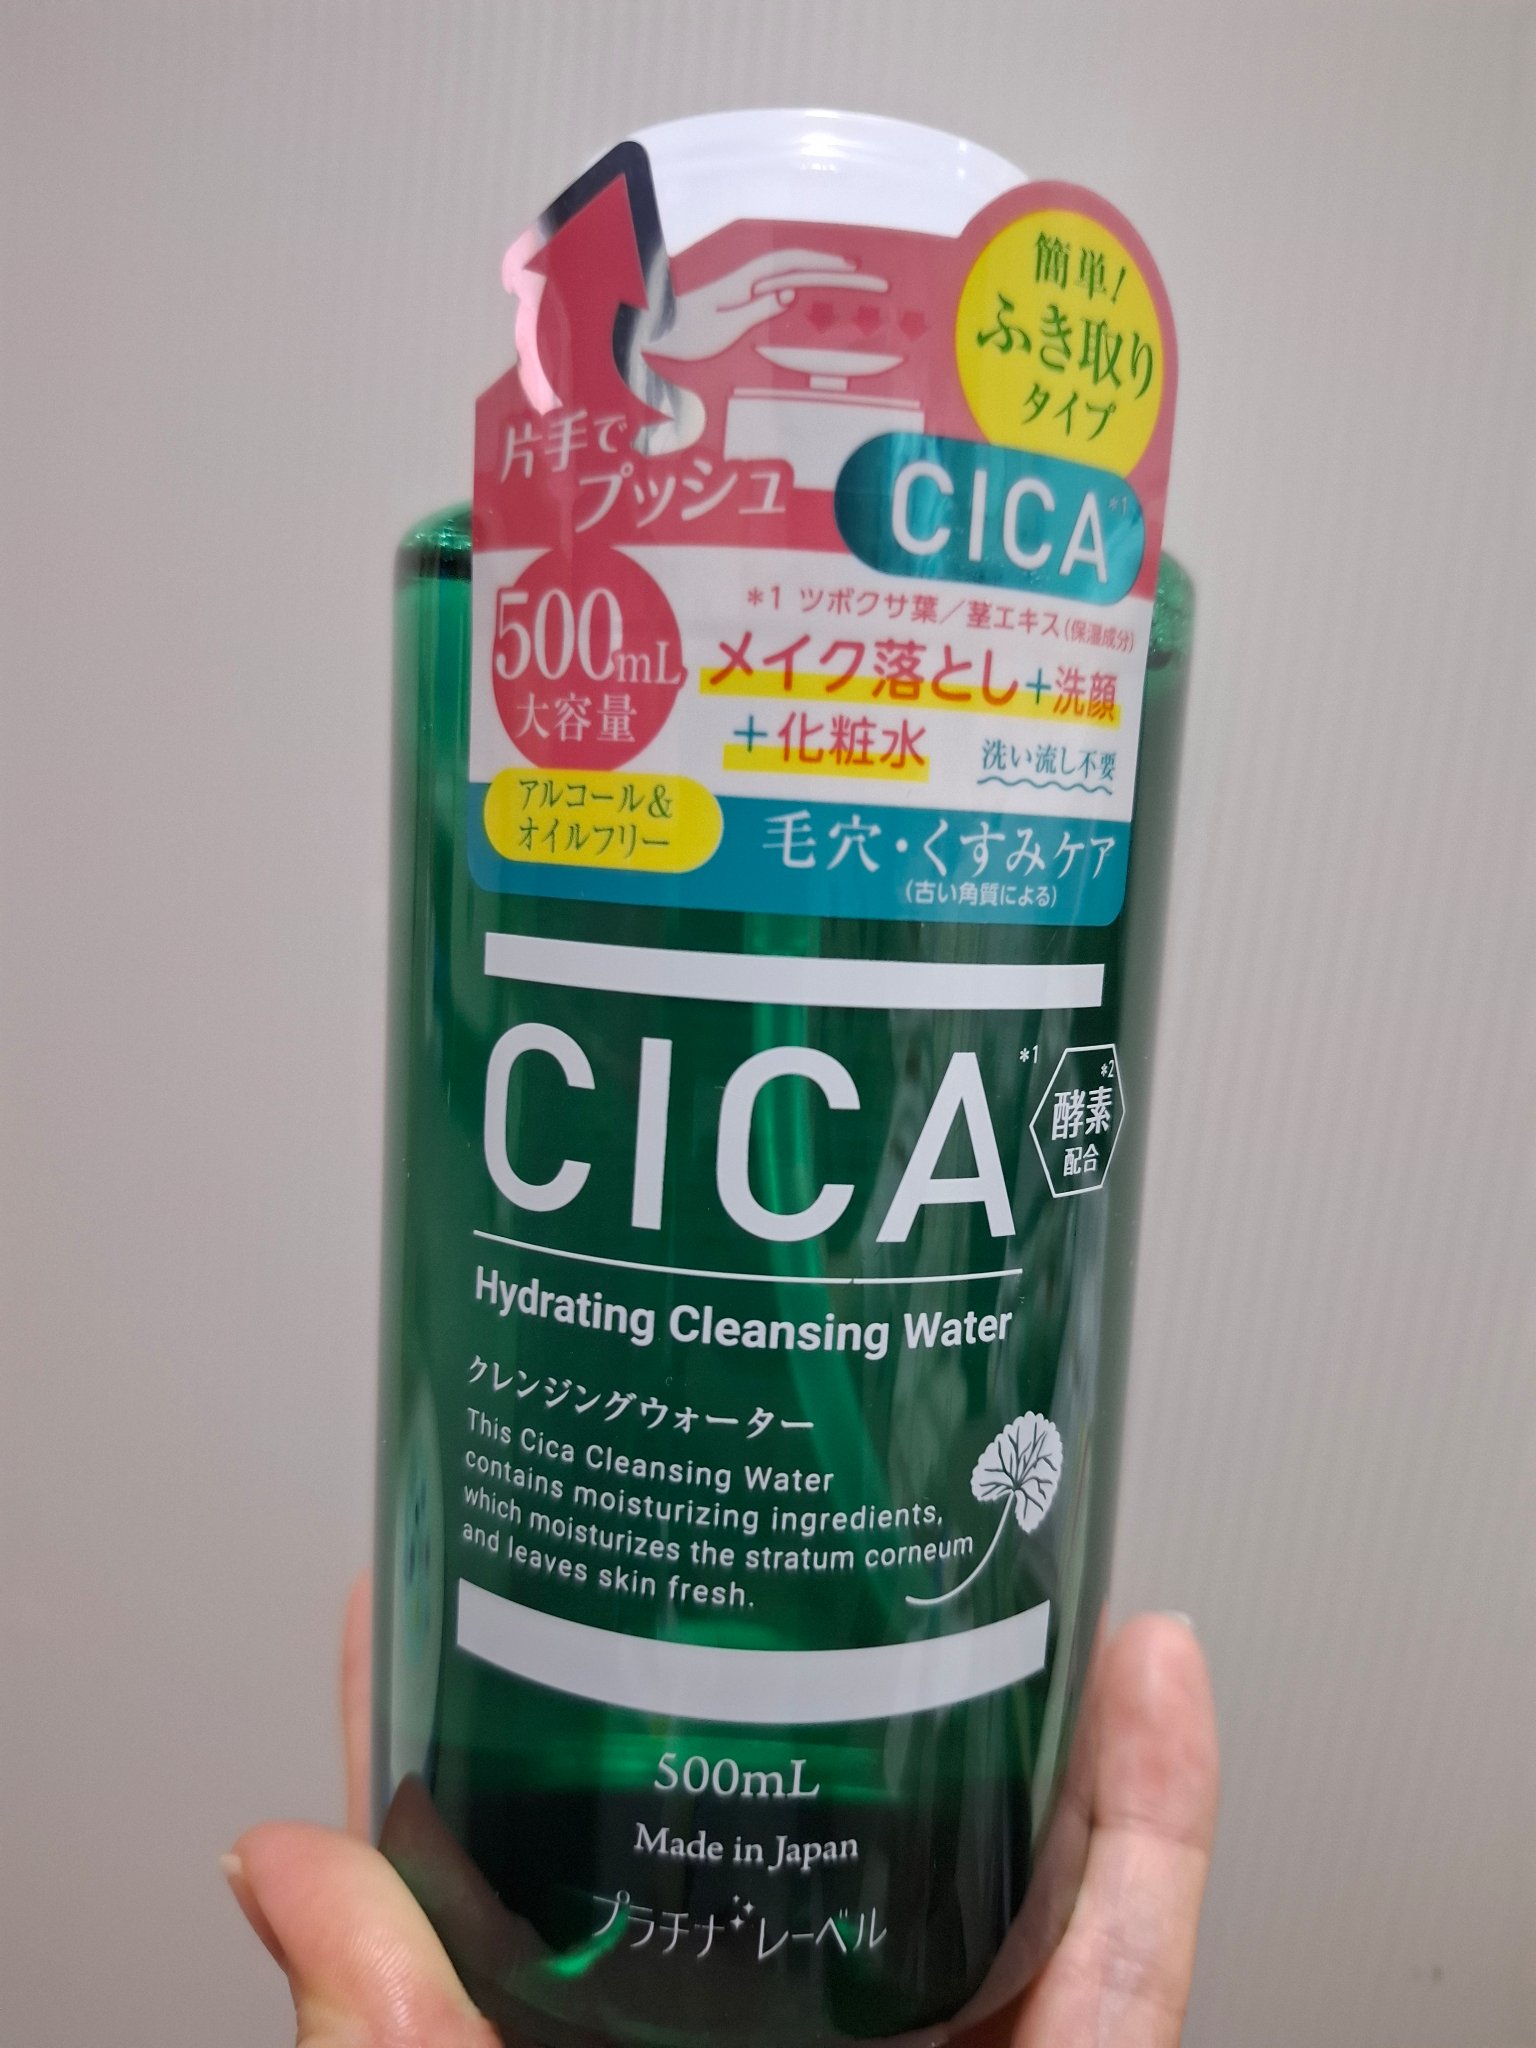 簡単!
ふき取り
タイプ
片手で
プッシュ
CICA*1
500mL
大容量
*1 ツボクサ葉/茎エキス(保湿成分)
メイク落とし+洗顔
+化粧水
洗い流し不要
アルコール&
オイルフリー
毛穴・くすみケア
(古い角質による)
CICA*1
*2
酵素
配合
Hydrating Cleansing Water
クレンジングウォーター
This Cica Cleansing Water
contains moisturizing ingredients,
which moisturizes the stratum corneum
and leaves skin fresh.
500mL
Made in Japan
プラチナレーベル